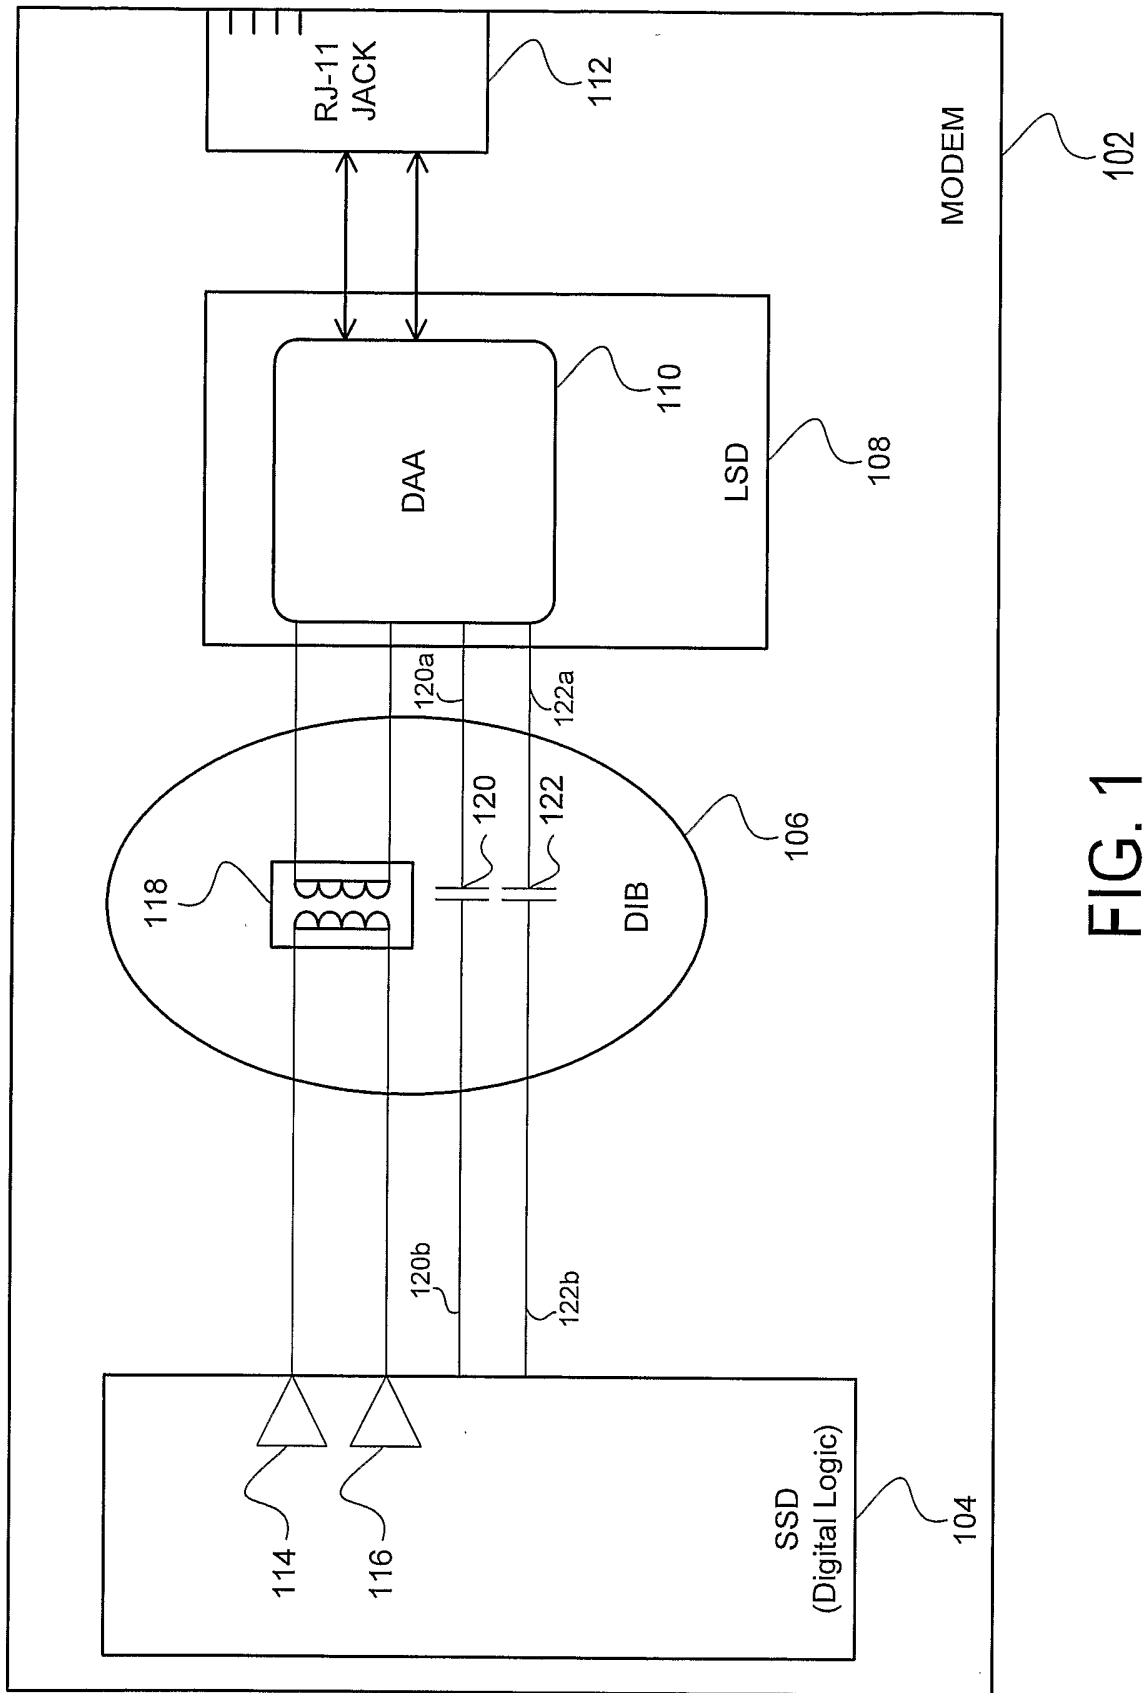 SSD
(Digital Logic)
104
114
116
120b
122b
118
120
122
DIB
106
120a
122a
DAA
110
LSD
108
RJ-11
JACK
112
MODEM
102
FIG. 1